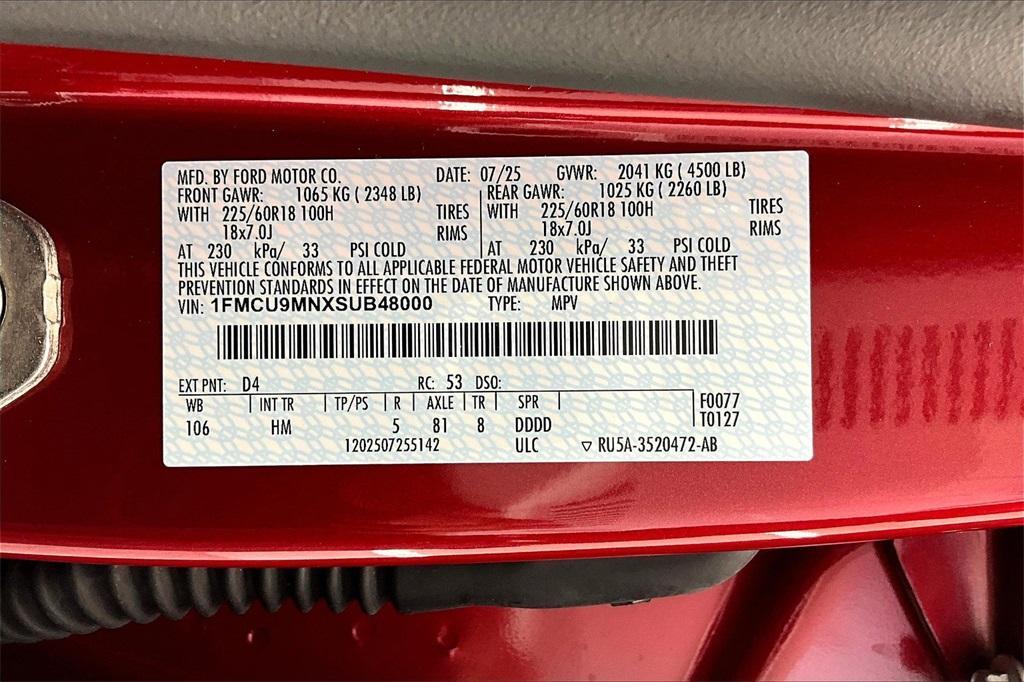 MFD. BY FORD MOTOR CO. DATE: 07/25 GVWR: 2041 KG ( 4500 LB)
FRONT GAWR: 1065 KG ( 2348 LB) REAR GAWR: 1025 KG ( 2260 LB)
WITH 225/60R18 100H TIRES WITH 225/60R18 100H TIRES
18x7.0J RIMS 18x7.0J RIMS
AT 230 kPa/ 33 PSI COLD AT 230 kPa/ 33 PSI COLD
THIS VEHICLE CONFORMS TO ALL APPLICABLE FEDERAL MOTOR VEHICLE SAFETY AND THEFT
PREVENTION STANDARDS IN EFFECT ON THE DATE OF MANUFACTURE SHOWN ABOVE.
VIN: 1FMCU9MNXSUB48000 TYPE: MPV
EXT PNT: D4 RC: 53 DSO:
WB INT TR TP/PS R AXLE TR SPR F0077
106 HM 5 81 8 DDDD T0127
1202507255142 ULC ▽ RU5A-3520472-AB